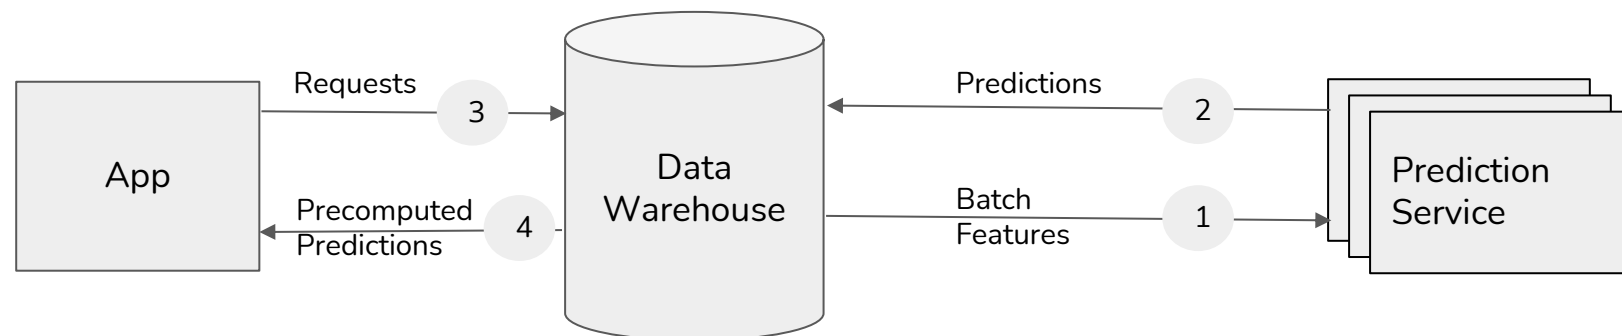 Requests
3
App
Precomputed
Predictions
4
Data
Warehouse
Predictions
2
Batch
Features
1
Prediction
Service